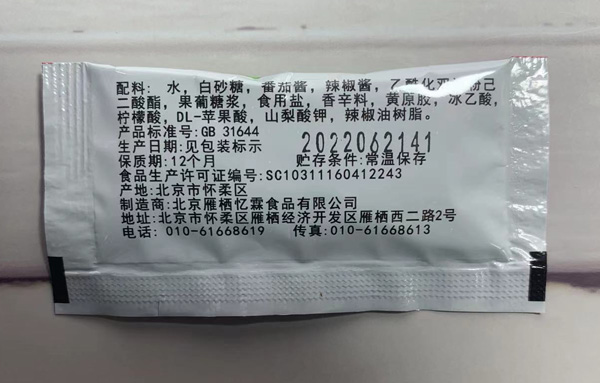 配料: 水, 白砂糖, 番茄酱, 辣椒酱, 乙酰化己
二酸酯, 果葡糖浆, 食用盐, 香辛料, 黄原胶, 冰乙酸,
柠檬酸, DL-苹果酸, 山梨酸钾, 辣椒油树脂。
产品标准号: GB 31644
生产日期: 见包装标示 2022062141
保质期: 12个月 贮存条件: 常温保存
食品生产许可证编号: SC10311160412243
产地: 北京市怀柔区
制造商: 北京雁栖忆霖食品有限公司
地址: 北京市怀柔区雁栖经济开发区雁栖西二路2号
电话: 010-61668619 传真: 010-61668613